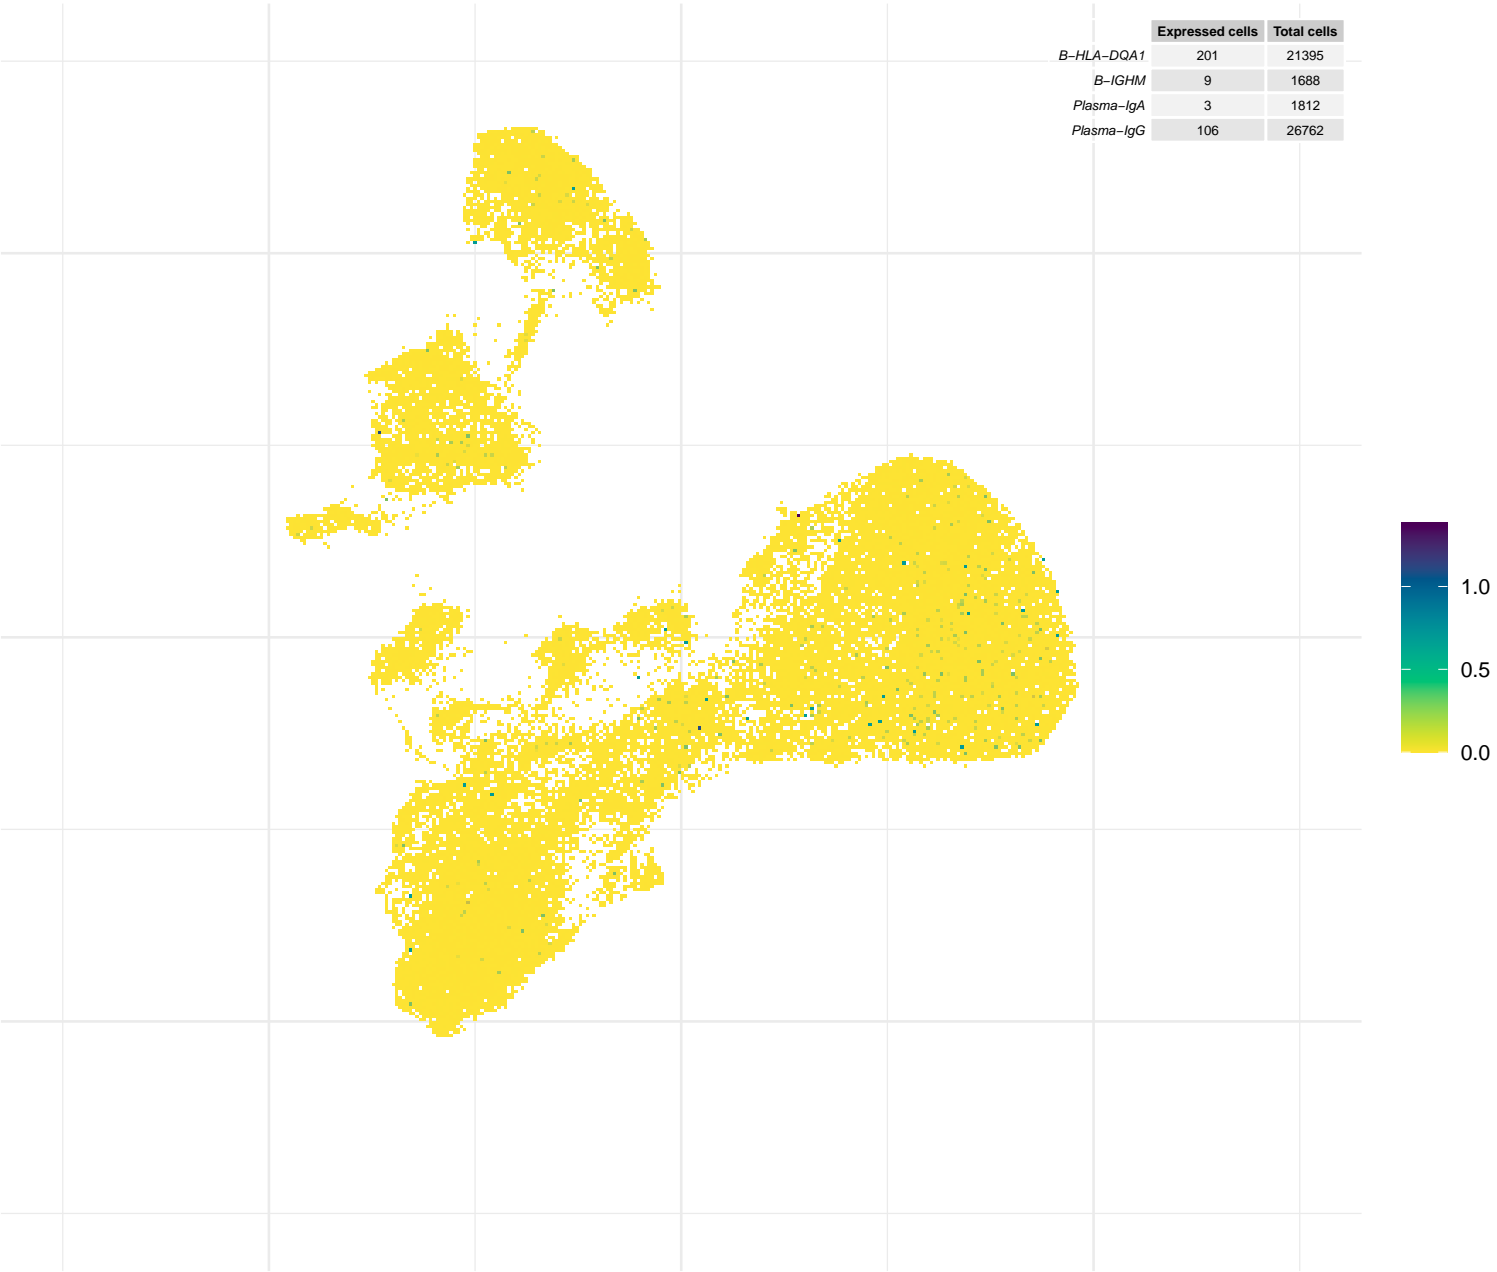 Expressed cells Total cells
B−HLA−DQA1 201 21395
B−IGHM 9 1688
Plasma−IgA 3 1812
Plasma−IgG 106 26762
1.0
0.5
0.0